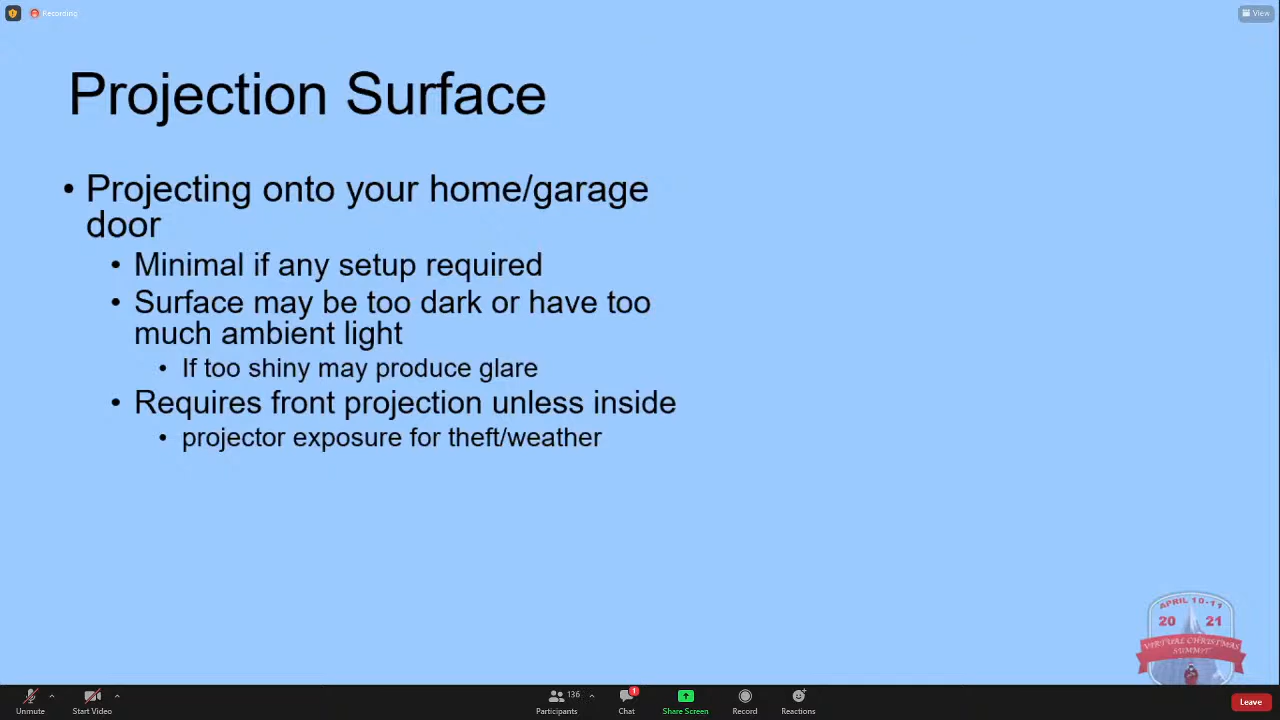 Recording
View
Projection Surface
• Projecting onto your home/garage
door
• Minimal if any setup required
• Surface may be too dark or have too
much ambient light
• If too shiny may produce glare
• Requires front projection unless inside
• projector exposure for theft/weather
APRIL 10-11
20 21
VIRTUAL CHRISTMAS
SUMMIT
136
1
Unmute
Start Video
Participants
Chat
Share Screen
Record
Reactions
Leave